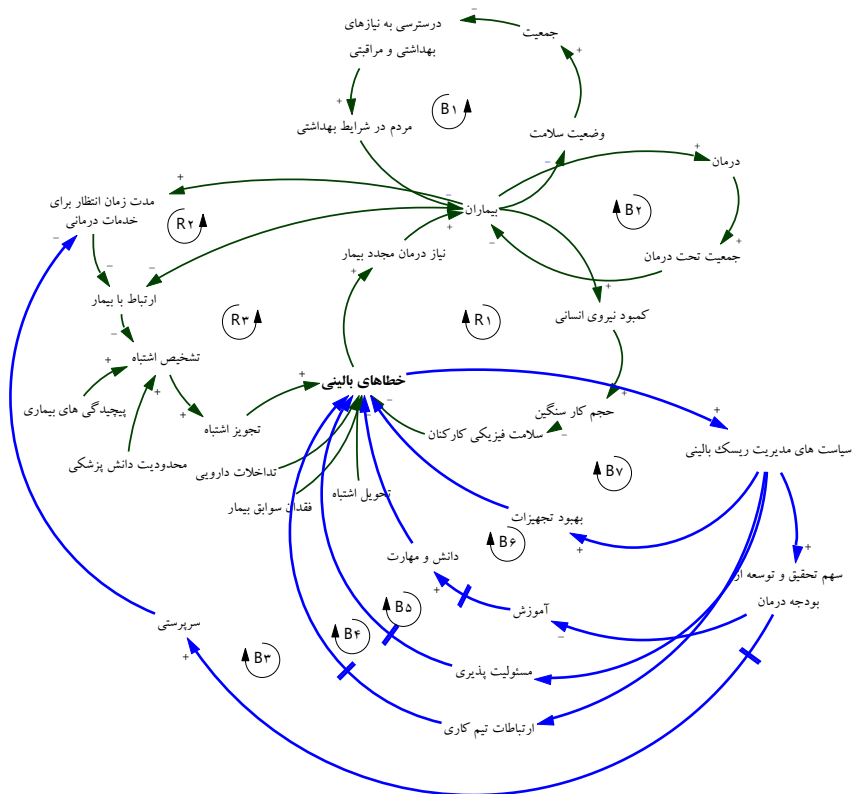 درسترسی به نیازهای
بهداشتی و مراقبتی
جمعیت
B۱
مردم در شرایط بهداشتی
وضعیت سلامت
درمان
مدت زمان انتظار برای
خدمات درمانی
R۲
بیماران
B۲
نیاز درمان مجدد بیمار
جمعیت تحت درمان
ارتباط با بیمار
R۳
R۱
کمبود نیروی انسانی
تشخیص اشتباه
خطاهای بالینی
پیچیدگی های بیماری
تجویز اشتباه
حجم کار سنگین
سلامت فیزیکی کارکنان
سیاست های مدیریت ریسک بالینی
محدودیت دانش پزشکی
تداخلات دارویی
B۷
فقدان سوابق بیمار
تحویل اشتباه
بهبود تجهیزات
B۶
دانش و مهارت
سهم تحقیق و توسعه از
بودجه درمان
آموزش
B۵
سرپرستی
B۴
B۳
مسئولیت پذیری
ارتباطات تیم کاری